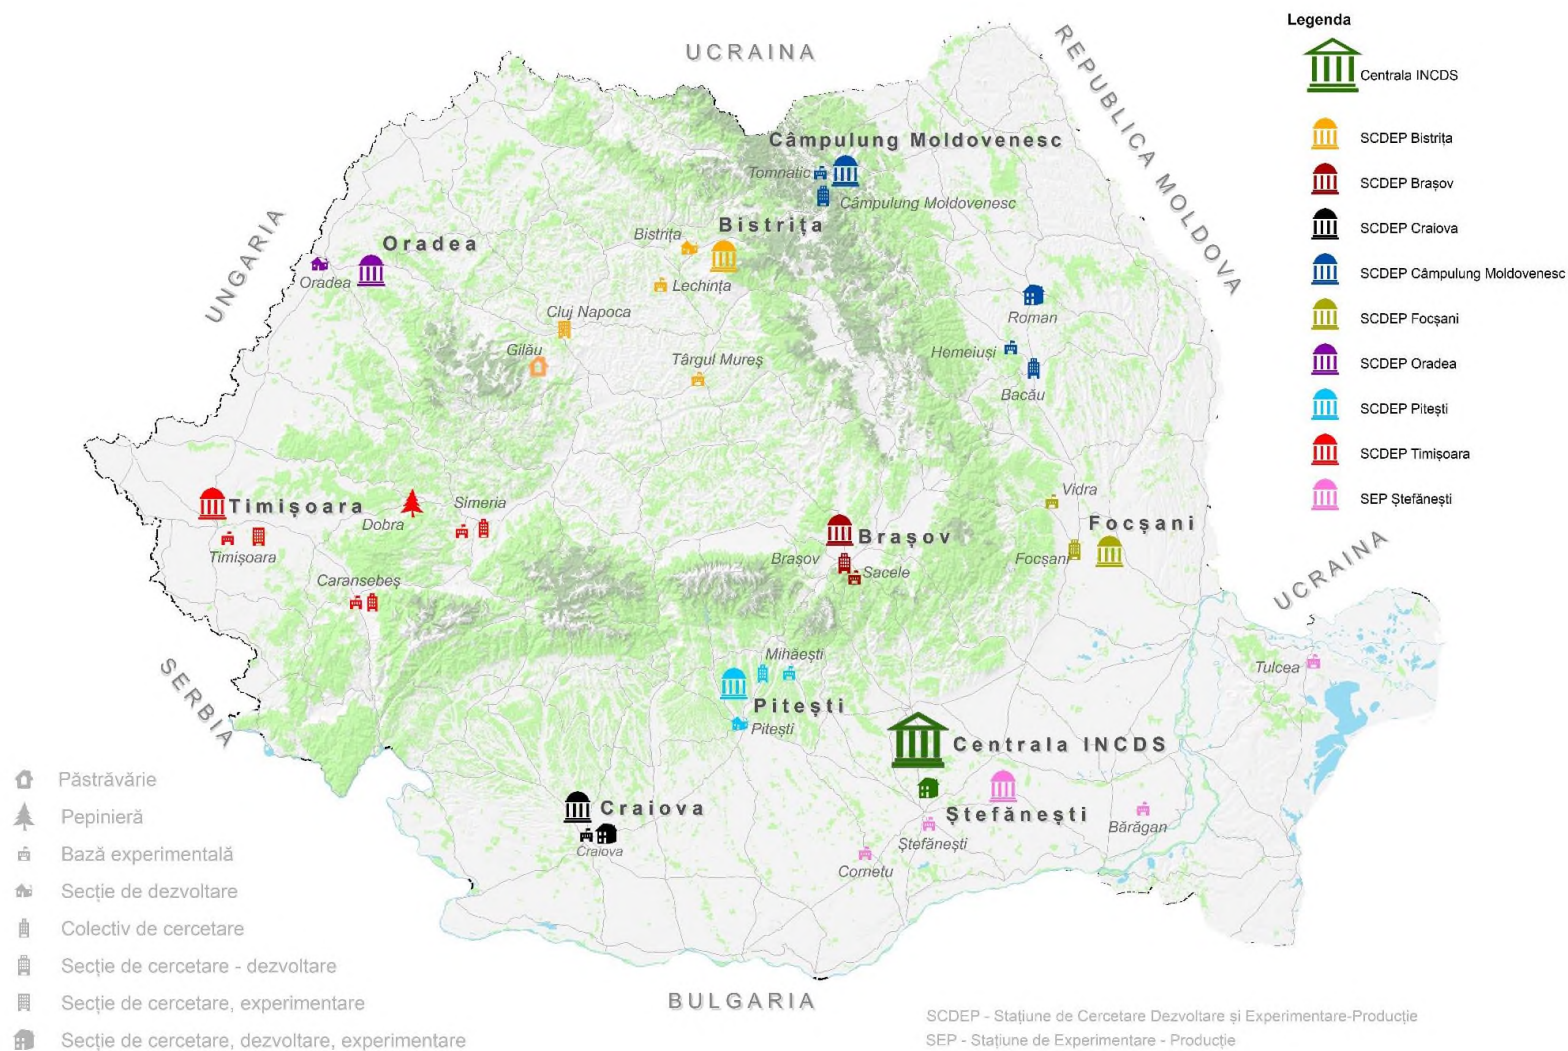 Legenda
Centrala INCDS
SCDEP Bistrița
SCDEP Brașov
SCDEP Craiova
SCDEP Câmpulung Moldovenesc
SCDEP Focșani
SCDEP Oradea
SCDEP Pitești
SCDEP Timișoara
SEP Ștefănești
UCRAINA
REPUBLICA MOLDOVA
UNGARIA
Câmpulung Moldovenesc
Tomnatic
Câmpulung Moldovenesc
Bistrița
Bistrița
Lechința
Oradea
Oradea
Cluj Napoca
Gilău
Târgul Mureș
Roman
Hemeiuși
Bacău
Timișoara
Timișoara
Dobra
Simeria
Caransebeș
Brașov
Brașov
Sacele
Vidra
Focșani
Focșani
UCRAINA
Tulcea
SERBIA
Mihăești
Pitești
Pitești
Centrala INCDS
Ștefănești
Ștefănești
Bărăgan
Cornetu
Craiova
Craiova
BULGARIA
Păstrăvărie
Pepinieră
Bază experimentală
Secție de dezvoltare
Colectiv de cercetare
Secție de cercetare - dezvoltare
Secție de cercetare, experimentare
Secție de cercetare, dezvoltare, experimentare
SCDEP - Stațiune de Cercetare Dezvoltare și Experimentare-Producție
SEP - Stațiune de Experimentare - Producție